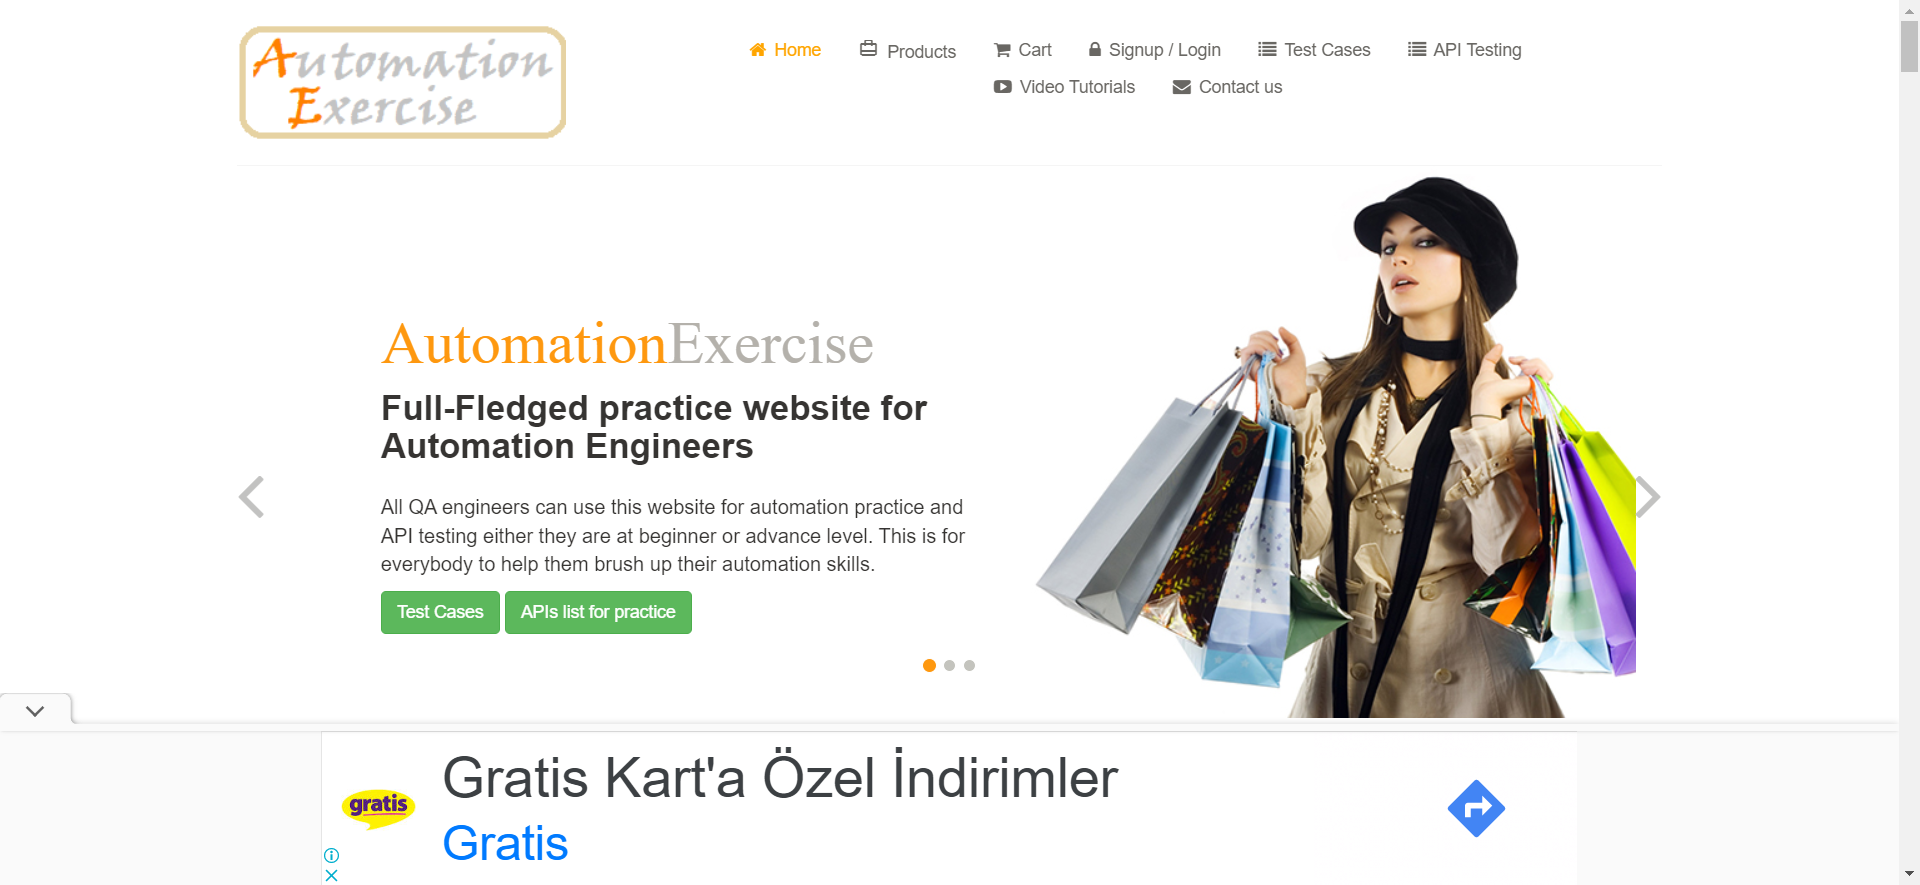 Automation
Exercise
Home
Products
Cart
Signup / Login
Test Cases
API Testing
Video Tutorials
Contact us
AutomationExercise
Full-Fledged practice website for
Automation Engineers
All QA engineers can use this website for automation practice and
API testing either they are at beginner or advance level. This is for
everybody to help them brush up their automation skills.
Test Cases
APIs list for practice
gratis
Gratis Kart'a Özel İndirimler
Gratis